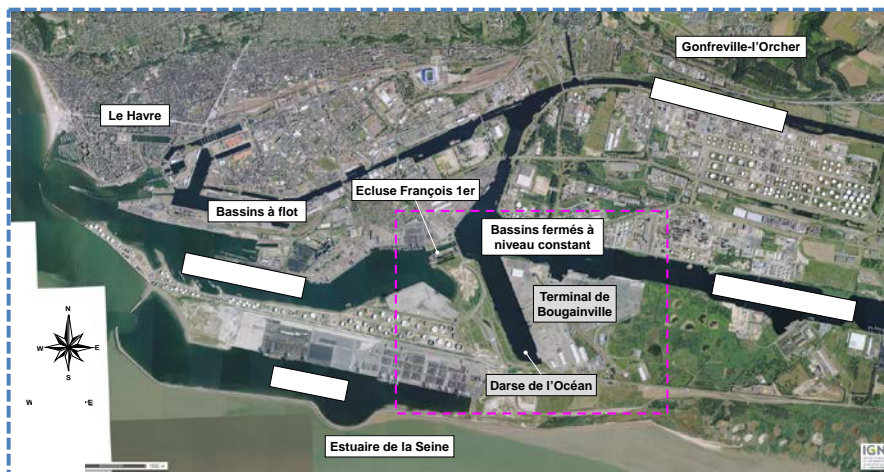 Gonfreville-l'Orcher
Le Havre
Ecluse François 1er
Bassins à flot
Bassins fermés à
niveau constant
Terminal de
Bougainville
N
W
E
S
W
E
Darse de l'Océan
Estuaire de la Seine
IGN